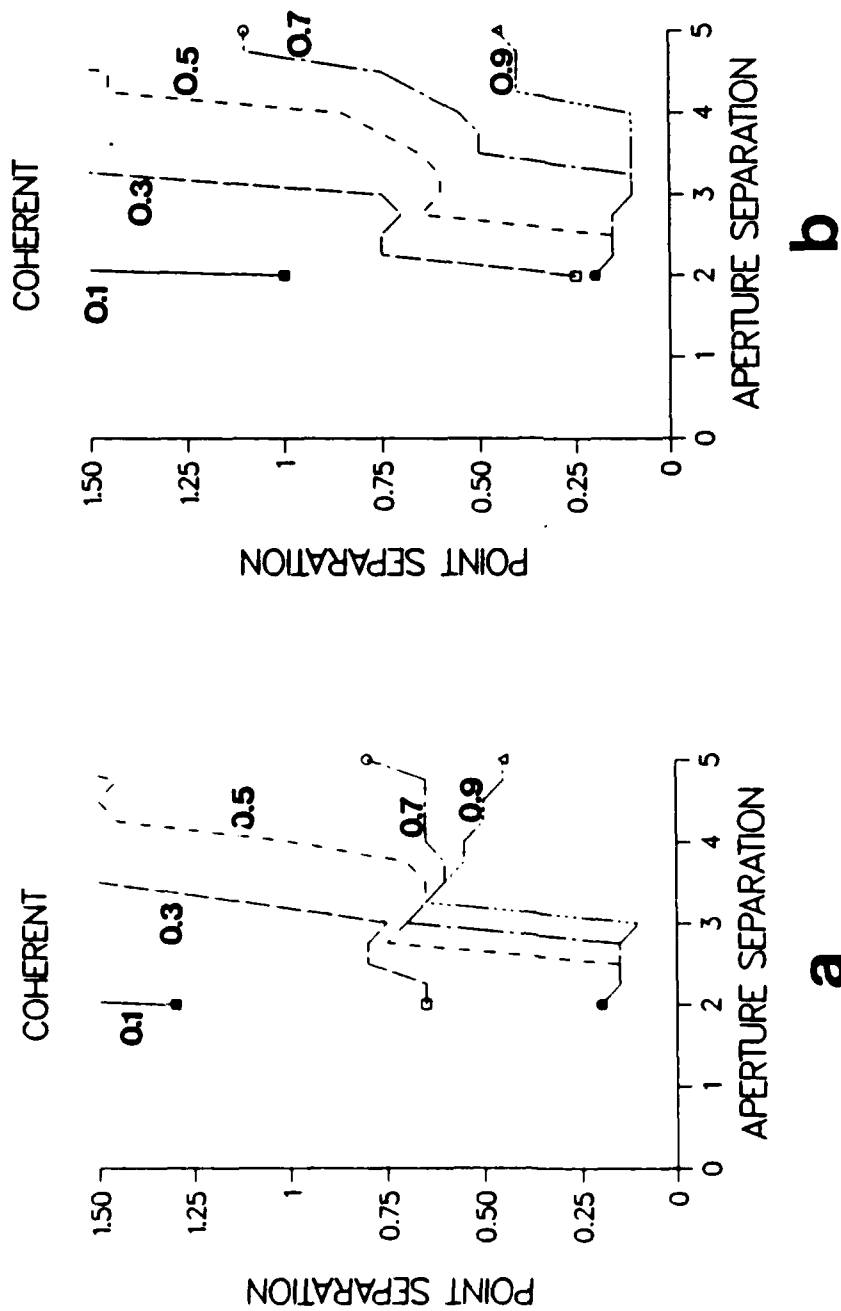 COHERENT
0.1
0.3
0.5
0.7
0.9
POINT SEPARATION
1.50
1.25
1
0.75
0.50
0.25
0
0 1 2 3 4 5
APERTURE SEPARATION
a
COHERENT
0.1
0.3
0.5
0.7
0.9
POINT SEPARATION
1.50
1.25
1
0.75
0.50
0.25
0
0 1 2 3 4 5
APERTURE SEPARATION
b